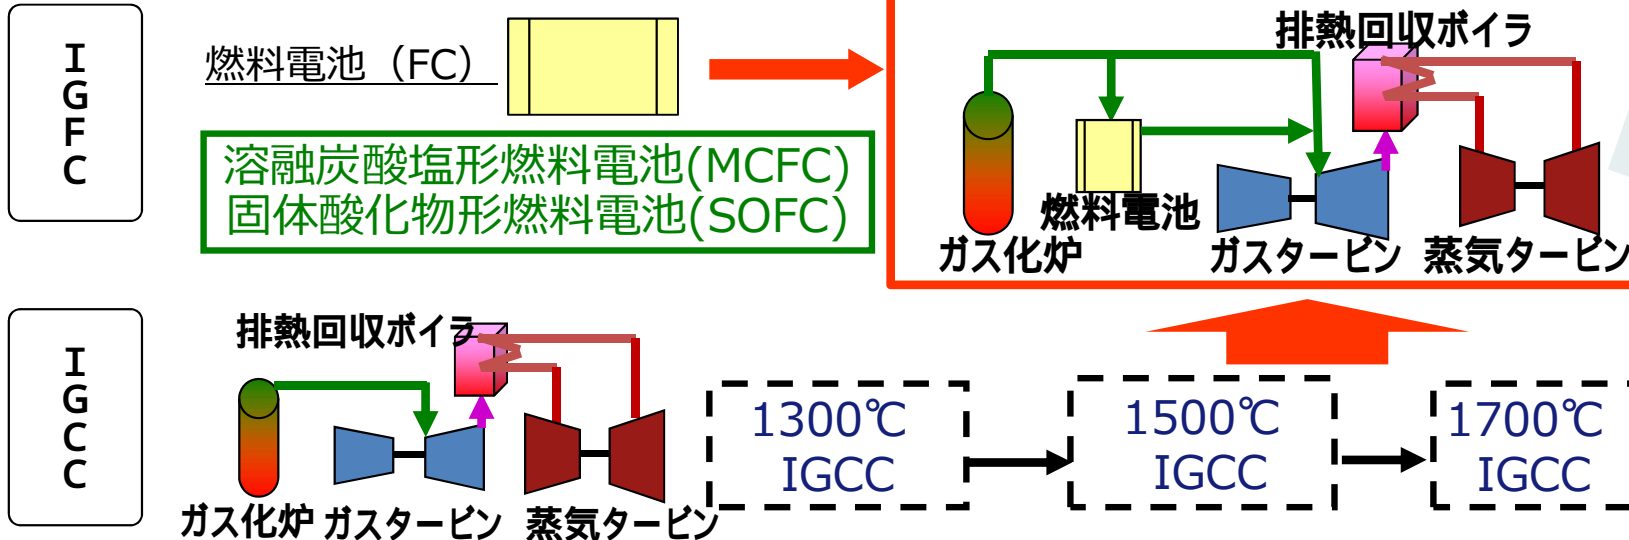 I
G
F
C
燃料電池（FC）
溶融炭酸塩形燃料電池(MCFC)
固体酸化物形燃料電池(SOFC)
排熱回収ボイラ
燃料電池
ガス化炉
ガスタービン
蒸気タービン
I
G
C
C
排熱回収ボイラ
ガス化炉
ガスタービン
蒸気タービン
1300℃
IGCC
1500℃
IGCC
1700℃
IGCC